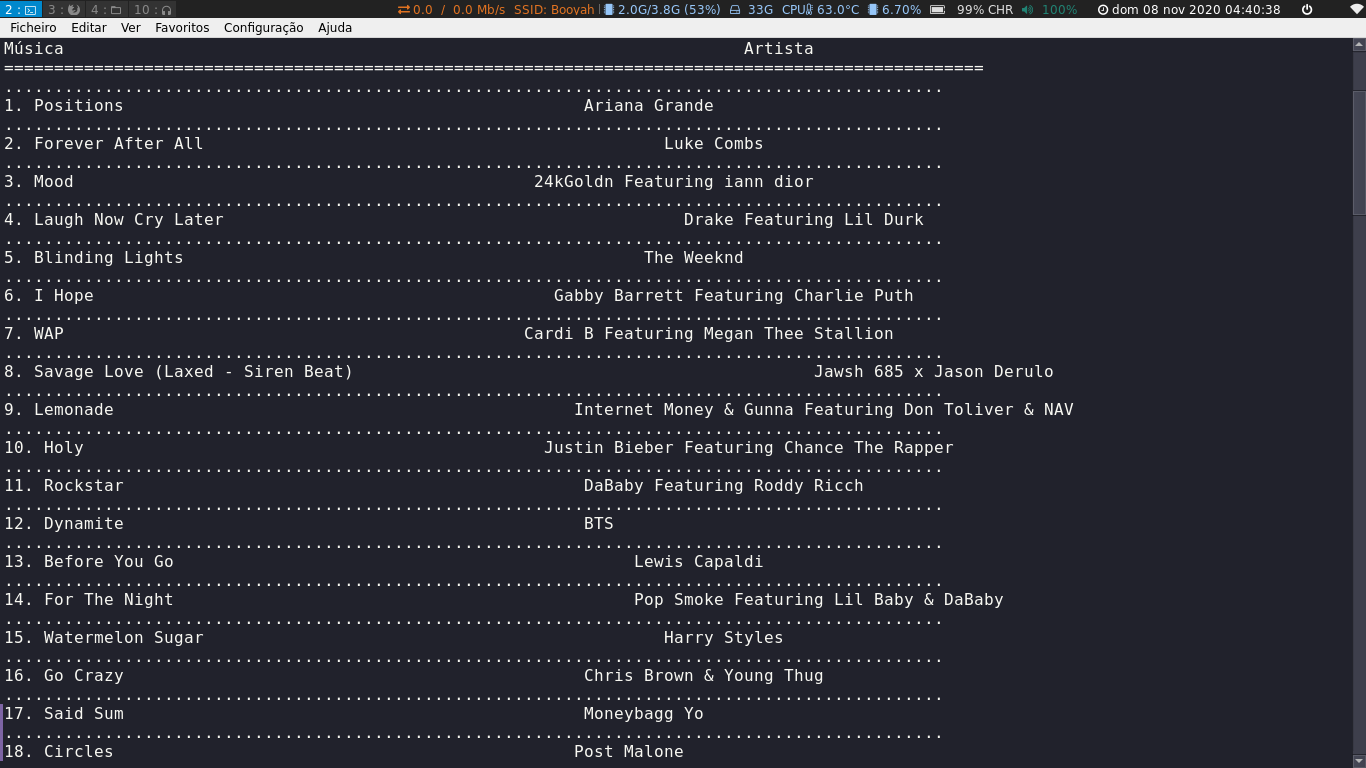 2 : 3 : 4 : 10 : 0.0 / 0.0 Mb/s SSID: Booyah 2.0G/3.8G (53%) 33G CPU 63.0°C 6.70% 99% CHR 100% dom 08 nov 2020 04:40:38
Ficheiro Editar Ver Favoritos Configuração Ajuda
Música Artista
==================================================================================================
..............................................................................................
1. Positions Ariana Grande
..............................................................................................
2. Forever After All Luke Combs
..............................................................................................
3. Mood 24kGoldn Featuring iann dior
..............................................................................................
4. Laugh Now Cry Later Drake Featuring Lil Durk
..............................................................................................
5. Blinding Lights The Weeknd
..............................................................................................
6. I Hope Gabby Barrett Featuring Charlie Puth
..............................................................................................
7. WAP Cardi B Featuring Megan Thee Stallion
..............................................................................................
8. Savage Love (Laxed - Siren Beat) Jawsh 685 x Jason Derulo
..............................................................................................
9. Lemonade Internet Money & Gunna Featuring Don Toliver & NAV
..............................................................................................
10. Holy Justin Bieber Featuring Chance The Rapper
..............................................................................................
11. Rockstar DaBaby Featuring Roddy Ricch
..............................................................................................
12. Dynamite BTS
..............................................................................................
13. Before You Go Lewis Capaldi
..............................................................................................
14. For The Night Pop Smoke Featuring Lil Baby & DaBaby
..............................................................................................
15. Watermelon Sugar Harry Styles
..............................................................................................
16. Go Crazy Chris Brown & Young Thug
..............................................................................................
17. Said Sum Moneybagg Yo
..............................................................................................
18. Circles Post Malone